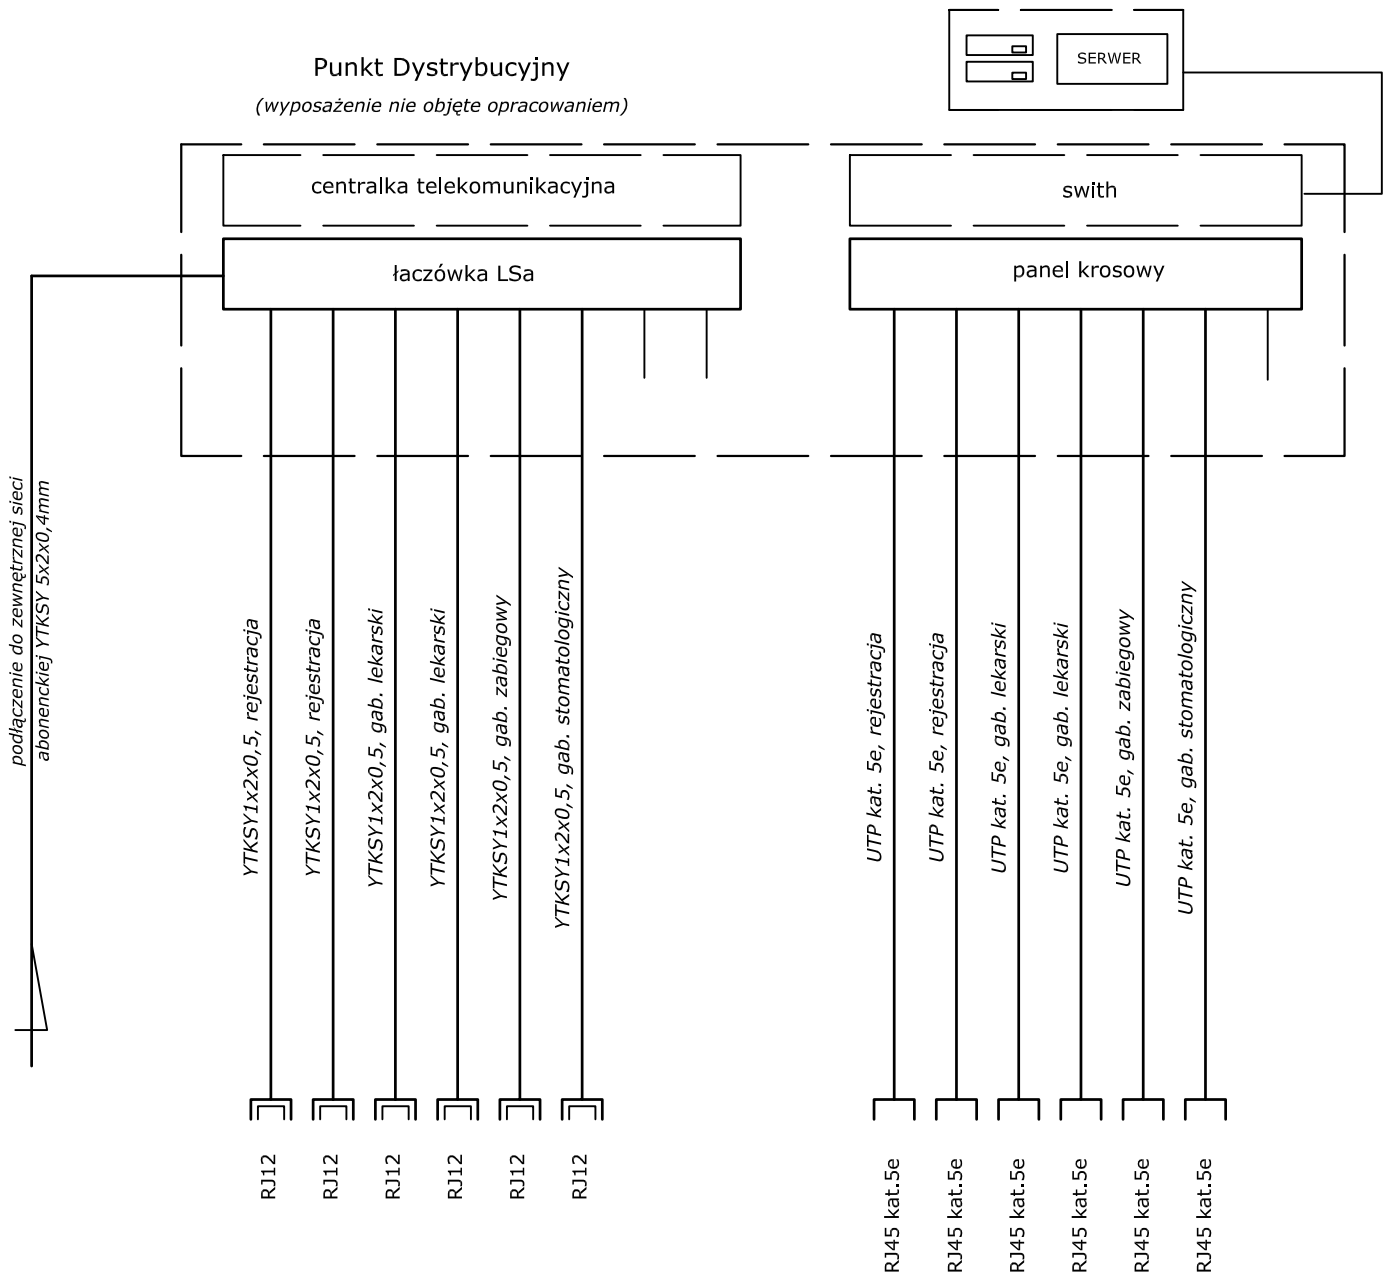 Punkt Dystrybucyjny
(wyposażenie nie objęte opracowaniem)
SERWER
centralka telekomunikacyjna
swith
łaczówka LSa
panel krosowy
podłączenie do zewnętrznej sieci
abonenckiej YTKSY 5x2x0,4mm
YTKSY1x2x0,5, rejestracja
YTKSY1x2x0,5, rejestracja
YTKSY1x2x0,5, gab. lekarski
YTKSY1x2x0,5, gab. lekarski
YTKSY1x2x0,5, gab. zabiegowy
YTKSY1x2x0,5, gab. stomatologiczny
UTP kat. 5e, rejestracja
UTP kat. 5e, rejestracja
UTP kat. 5e, gab. lekarski
UTP kat. 5e, gab. lekarski
UTP kat. 5e, gab. zabiegowy
UTP kat. 5e, gab. stomatologiczny
RJ12
RJ12
RJ12
RJ12
RJ12
RJ12
RJ45 kat.5e
RJ45 kat.5e
RJ45 kat.5e
RJ45 kat.5e
RJ45 kat.5e
RJ45 kat.5e